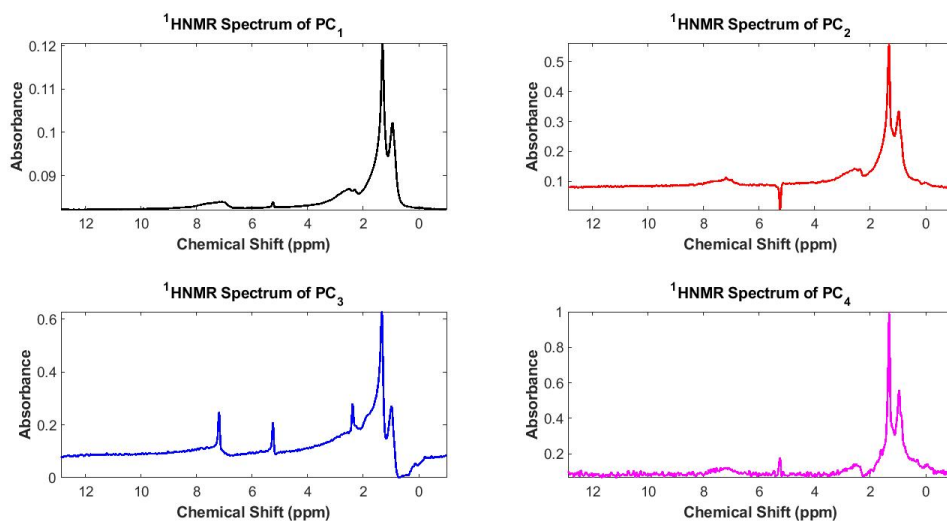 ¹HNMR Spectrum of PC₁
Absorbance
0.12
0.11
0.1
0.09
12 10 8 6 4 2 0
Chemical Shift (ppm)
¹HNMR Spectrum of PC₂
Absorbance
0.5
0.4
0.3
0.2
0.1
12 10 8 6 4 2 0
Chemical Shift (ppm)
¹HNMR Spectrum of PC₃
Absorbance
0.6
0.4
0.2
0
12 10 8 6 4 2 0
Chemical Shift (ppm)
¹HNMR Spectrum of PC₄
Absorbance
1
0.8
0.6
0.4
0.2
12 10 8 6 4 2 0
Chemical Shift (ppm)